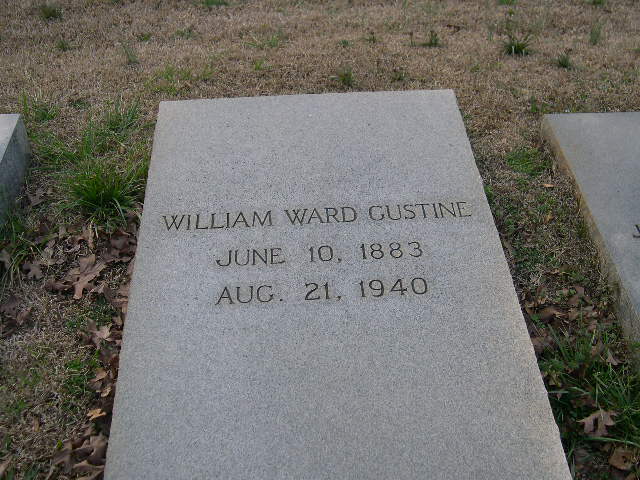 WILLIAM WARD GUSTINE
JUNE 10, 1883
AUG. 21, 1940